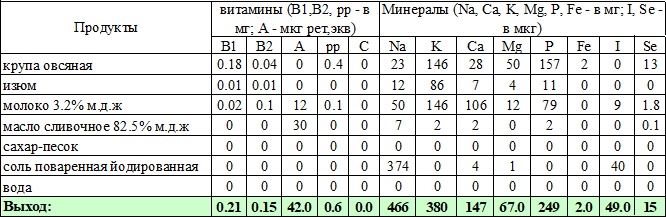 Продукты
витамины (B1,B2, pp - в мг; A - мкг рет,экв)
Минералы (Na, Ca, K, Mg, P, Fe - в мг; I, Se - в мкг)
B1 B2 A pp C Na K Ca Mg P Fe I Se
крупа овсяная 0.18 0.04 0 0.4 0 23 146 28 50 157 2 0 13
изюм 0.01 0.01 0 0 0 12 86 7 4 11 0 0 0
молоко 3.2% м.д.ж 0.02 0.1 12 0.1 0 50 146 106 12 79 0 9 1.8
масло сливочное 82.5% м.д.ж 0 0 30 0 0 7 2 2 0 2 0 0 0.1
сахар-песок 0 0 0 0 0 0 0 0 0 0 0 0 0
соль поваренная йодированная 0 0 0 0 0 374 0 4 1 0 0 40 0
вода 0 0 0 0 0 0 0 0 0 0 0 0 0
Выход: 0.21 0.15 42.0 0.6 0.0 466 380 147 67.0 249 2.0 49.0 15